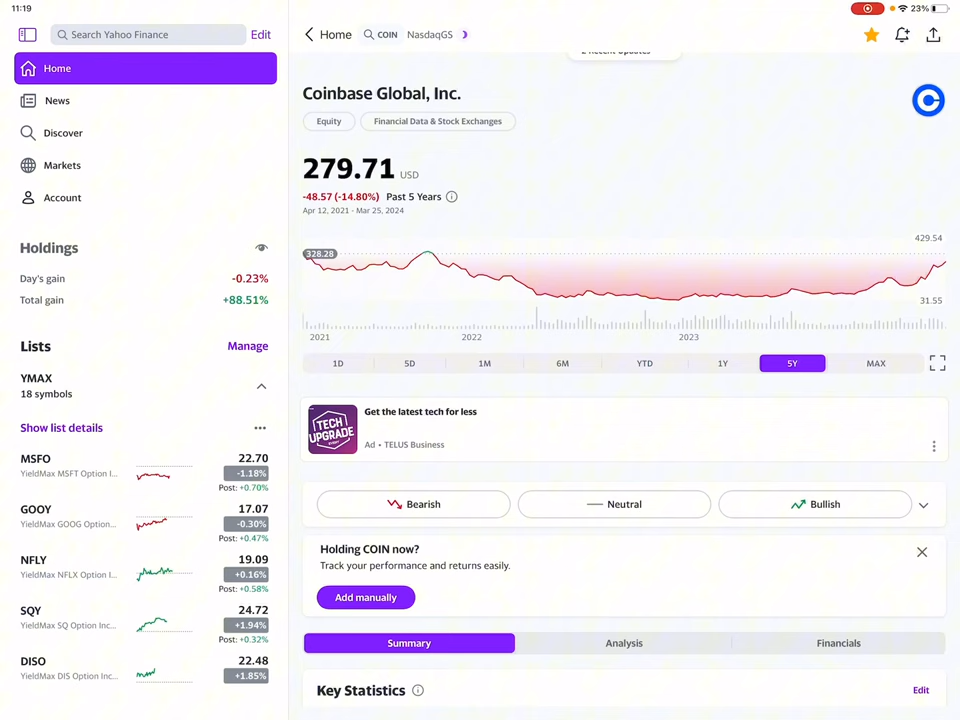 11:19
23%
Search Yahoo Finance
Edit
Home
News
Discover
Markets
Account
Holdings
Day's gain
-0.23%
Total gain
+88.51%
Lists
Manage
YMAX
18 symbols
Show list details
MSFO
22.70
YieldMax MSFT Option I...
-1.18%
Post: +0.70%
GOOY
17.07
YieldMax GOOG Option...
-0.30%
Post: +0.47%
NFLY
19.09
YieldMax NFLX Option I...
+0.16%
Post: +0.58%
SQY
24.72
YieldMax SQ Option Inc...
+1.94%
Post: +0.32%
DISO
22.48
YieldMax DIS Option Inc...
+1.85%
Home
COIN
NasdaqGS
2 Recent Updates
Coinbase Global, Inc.
Equity
Financial Data & Stock Exchanges
279.71 USD
-48.57 (-14.80%) Past 5 Years
Apr 12, 2021 - Mar 25, 2024
429.54
328.28
31.55
2021
2022
2023
1D
5D
1M
6M
YTD
1Y
5Y
MAX
TECH
UPGRADE
Get the latest tech for less
Ad • TELUS Business
Bearish
Neutral
Bullish
Holding COIN now?
Track your performance and returns easily.
Add manually
Summary
Analysis
Financials
Key Statistics
Edit